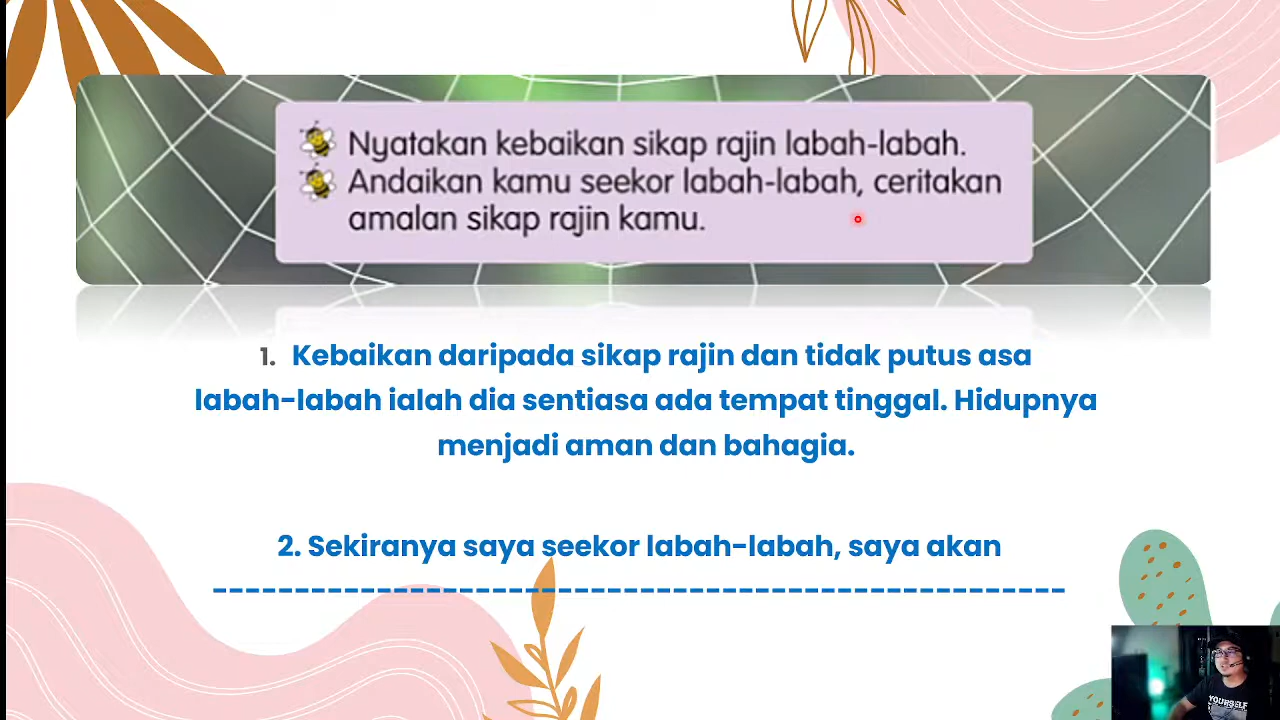 Nyatakan kebaikan sikap rajin labah-labah.
Andaikan kamu seekor labah-labah, ceritakan
amalan sikap rajin kamu.
1. Kebaikan daripada sikap rajin dan tidak putus asa
labah-labah ialah dia sentiasa ada tempat tinggal. Hidupnya
menjadi aman dan bahagia.
2. Sekiranya saya seekor labah-labah, saya akan
----------------------------------------------------
YOURSELF